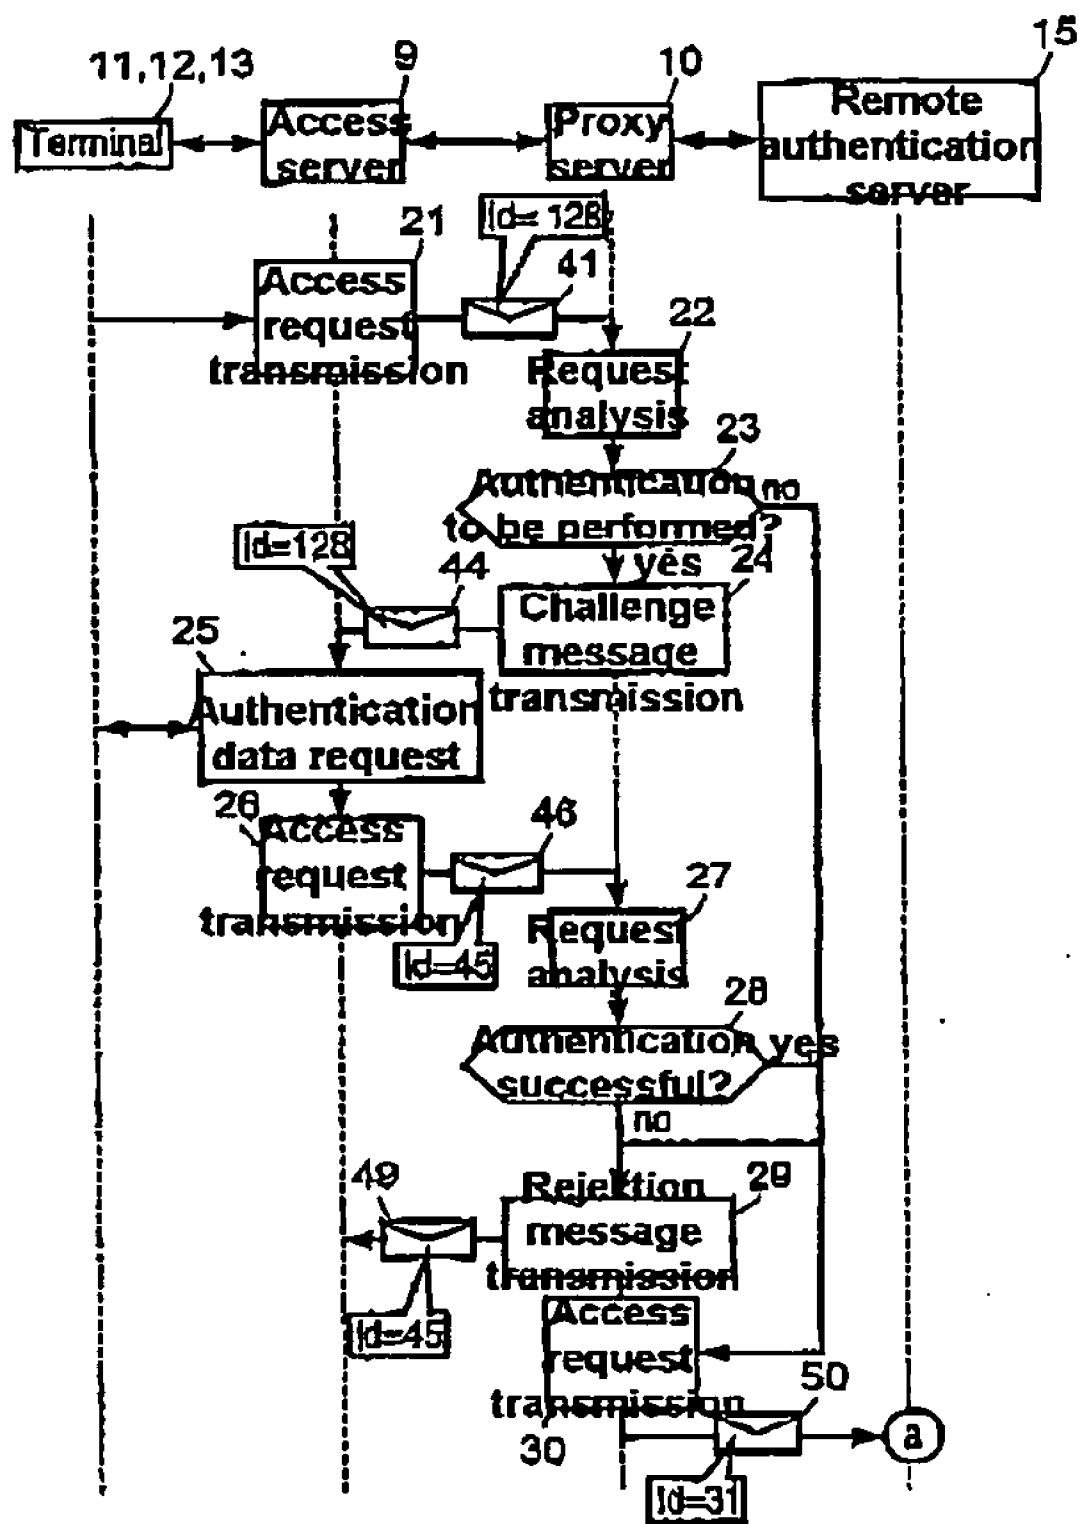 11,12,13
9
10
15
Terminal
Access
server
Proxy
server
Remote
authentication
server
21
Id=128
41
Access
request
transmission
22
Request
analysis
23
Authentication
to be performed?
no
yes
Id=128
44
24
Challenge
message
transmission
25
Authentication
data request
26
Access
request
transmission
46
Id=45
27
Request
analysis
28
Authentication
successful?
yes
no
49
Id=45
29
Rejektion
message
transmission
Access
request
transmission
30
50
a
Id=31